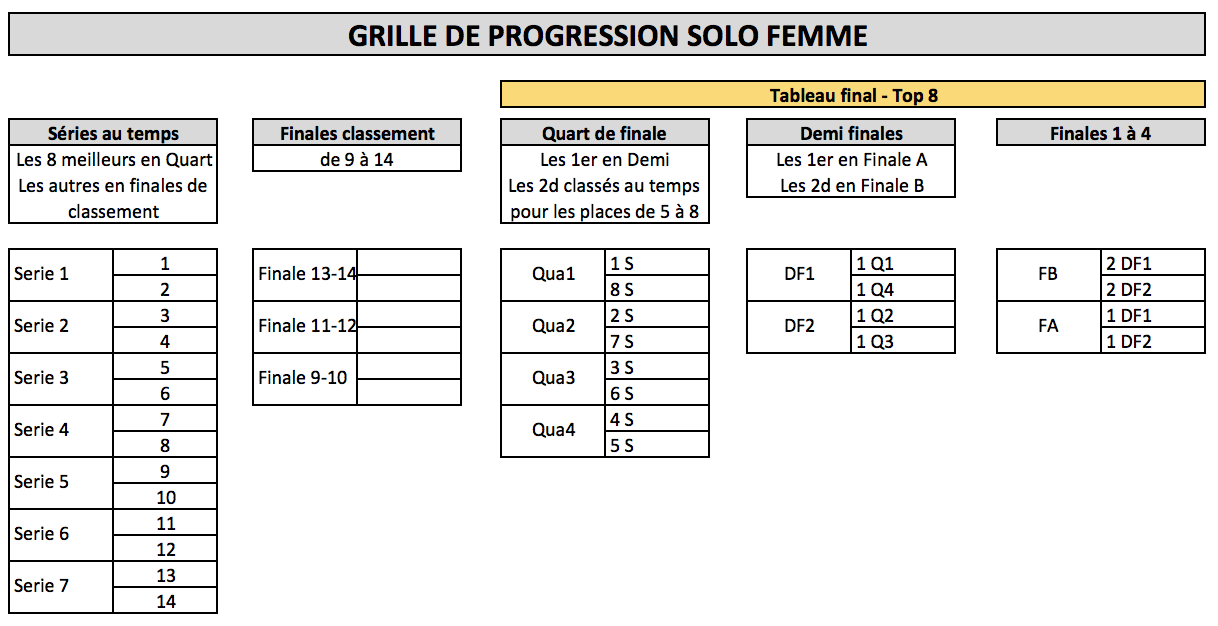 GRILLE DE PROGRESSION SOLO FEMME
Tableau final - Top 8
Séries au temps
Les 8 meilleurs en Quart
Les autres en finales de
classement
Finales classement
de 9 à 14
Quart de finale
Les 1er en Demi
Les 2d classés au temps
pour les places de 5 à 8
Demi finales
Les 1er en Finale A
Les 2d en Finale B
Finales 1 à 4
Serie 1
1
2
Serie 2
3
4
Serie 3
5
6
Serie 4
7
8
Serie 5
9
10
Serie 6
11
12
Serie 7
13
14
Finale 13-14
Finale 11-12
Finale 9-10
Qua1
1 S
8 S
Qua2
2 S
7 S
Qua3
3 S
6 S
Qua4
4 S
5 S
DF1
1 Q1
1 Q4
DF2
1 Q2
1 Q3
FB
2 DF1
2 DF2
FA
1 DF1
1 DF2